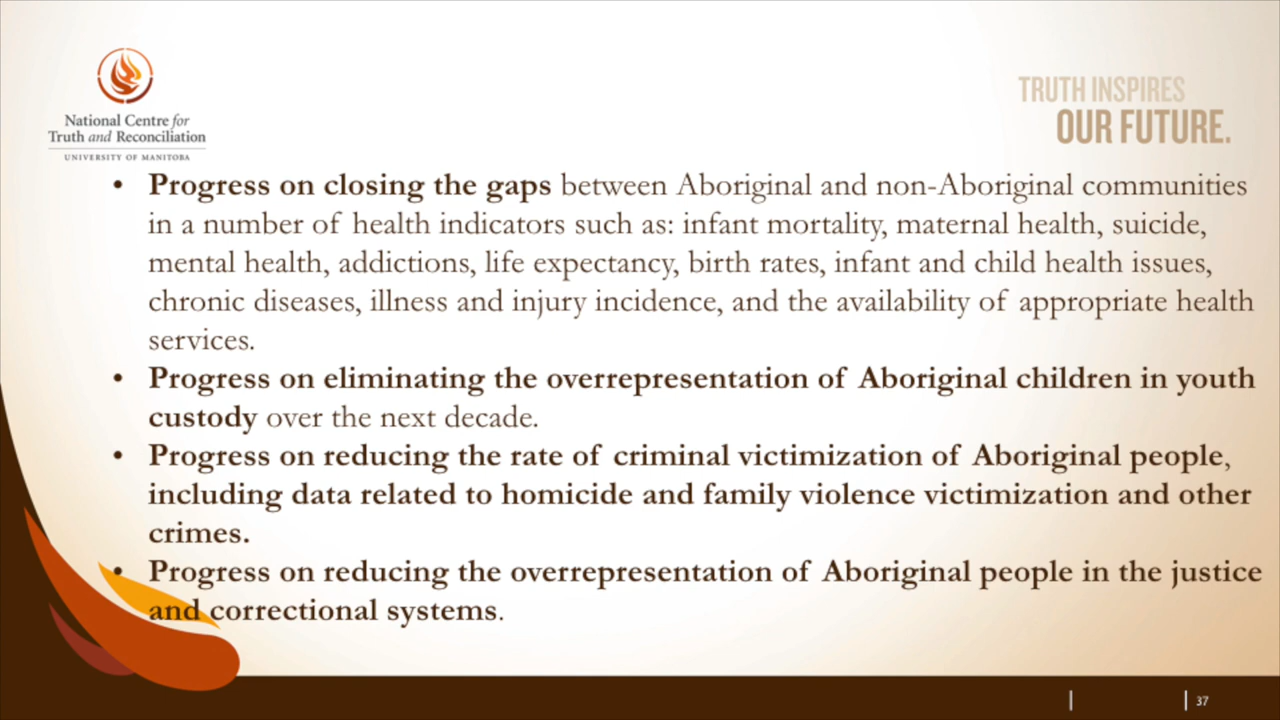 National Centre for
Truth and Reconciliation
UNIVERSITY OF MANITOBA
TRUTH INSPIRES
OUR FUTURE.
• Progress on closing the gaps between Aboriginal and non-Aboriginal communities
in a number of health indicators such as: infant mortality, maternal health, suicide,
mental health, addictions, life expectancy, birth rates, infant and child health issues,
chronic diseases, illness and injury incidence, and the availability of appropriate health
services.
• Progress on eliminating the overrepresentation of Aboriginal children in youth
custody over the next decade.
• Progress on reducing the rate of criminal victimization of Aboriginal people,
including data related to homicide and family violence victimization and other
crimes.
• Progress on reducing the overrepresentation of Aboriginal people in the justice
and correctional systems.
37